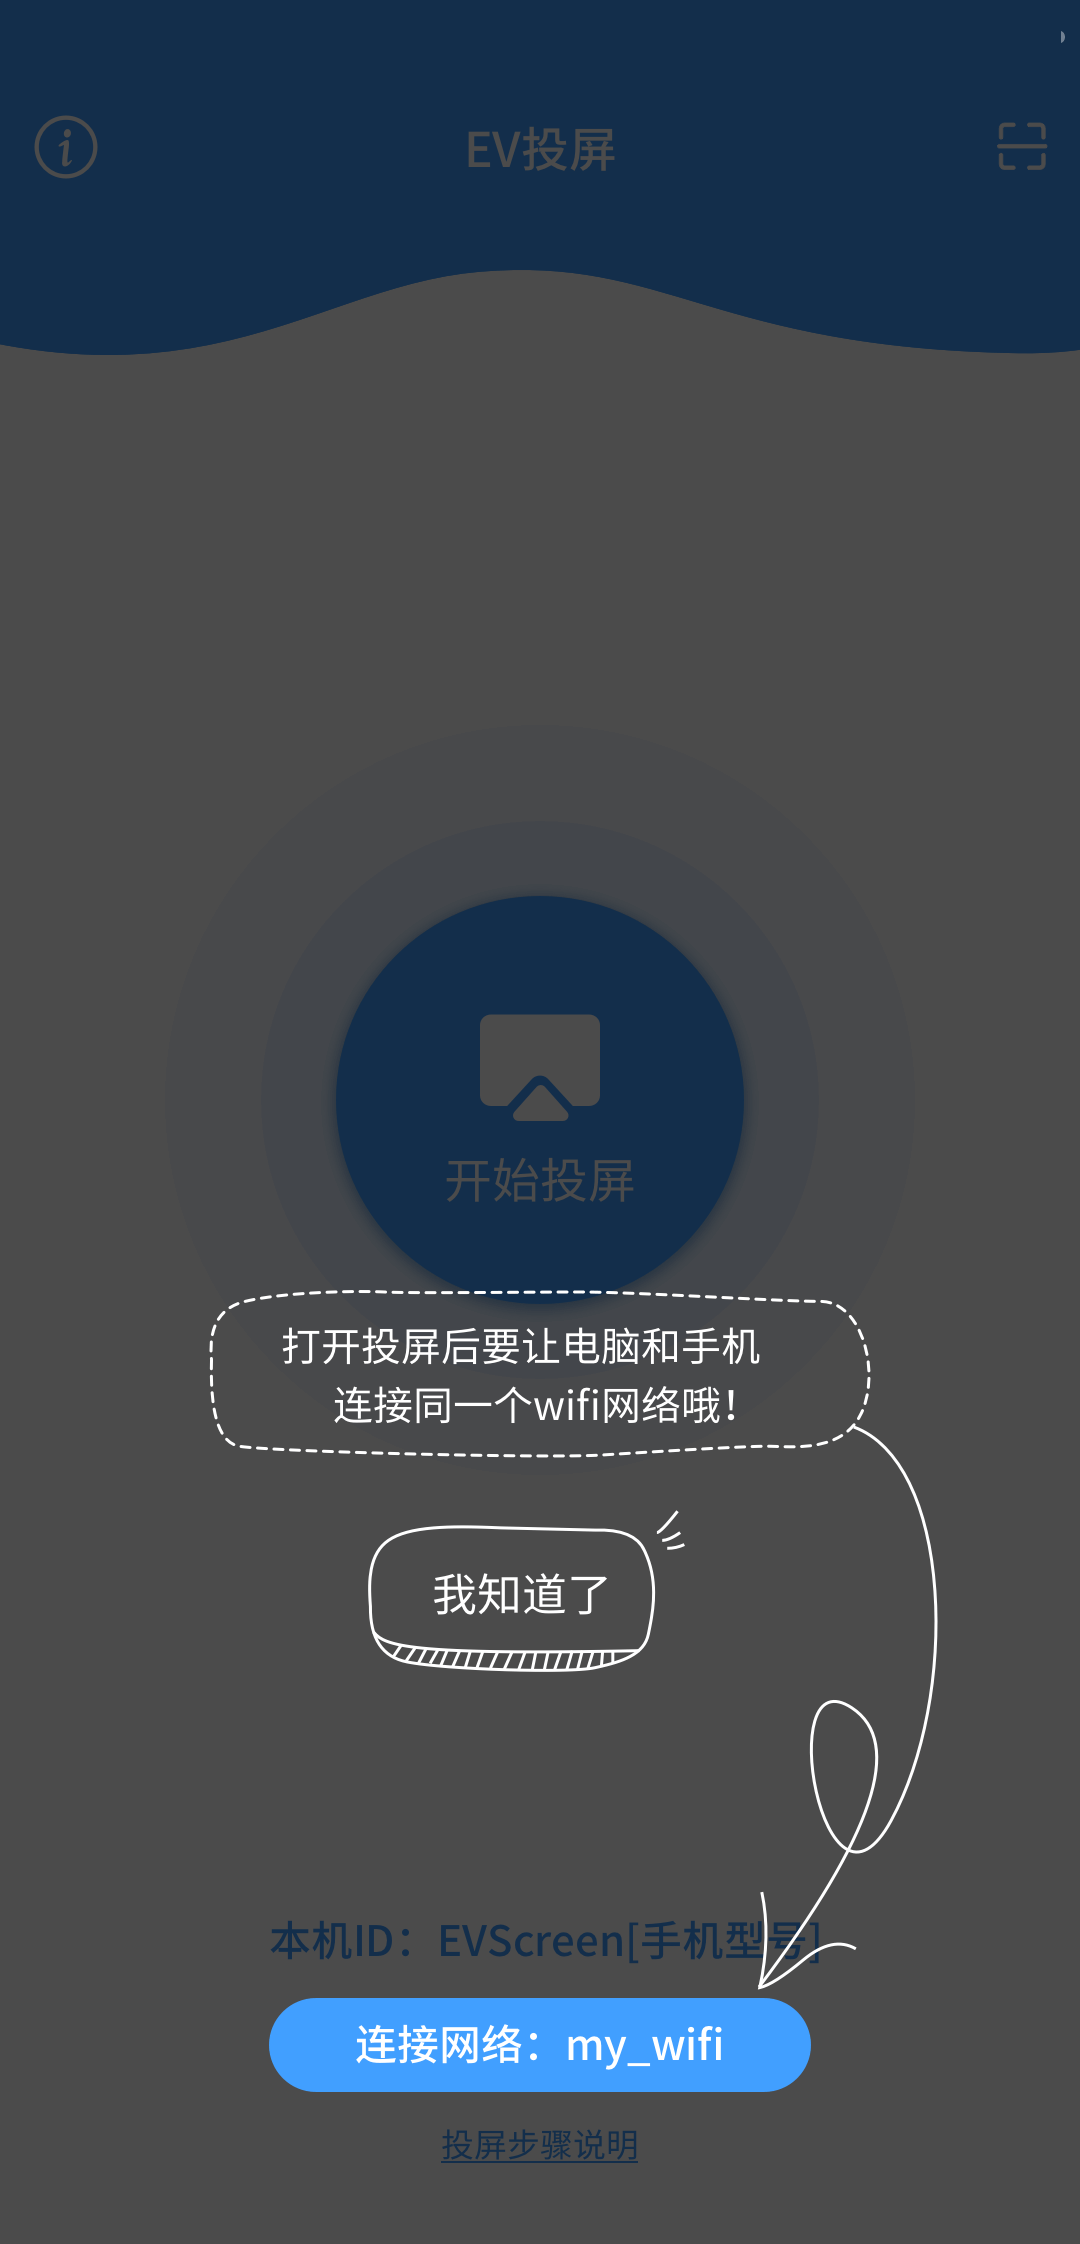 EV投屏
开始投屏
打开投屏后要让电脑和手机
连接同一个wifi网络哦！
我知道了
本机ID：EVScreen[手机型号]
连接网络：my_wifi
投屏步骤说明